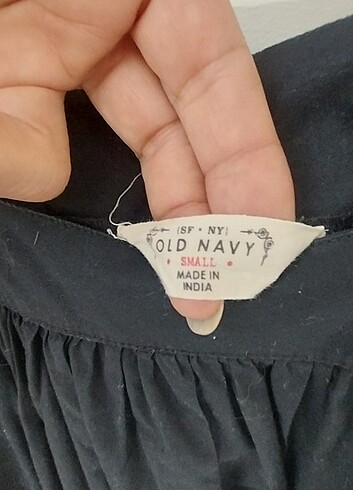 (SF • NY)
OLD NAVY
• SMALL •
MADE IN
INDIA